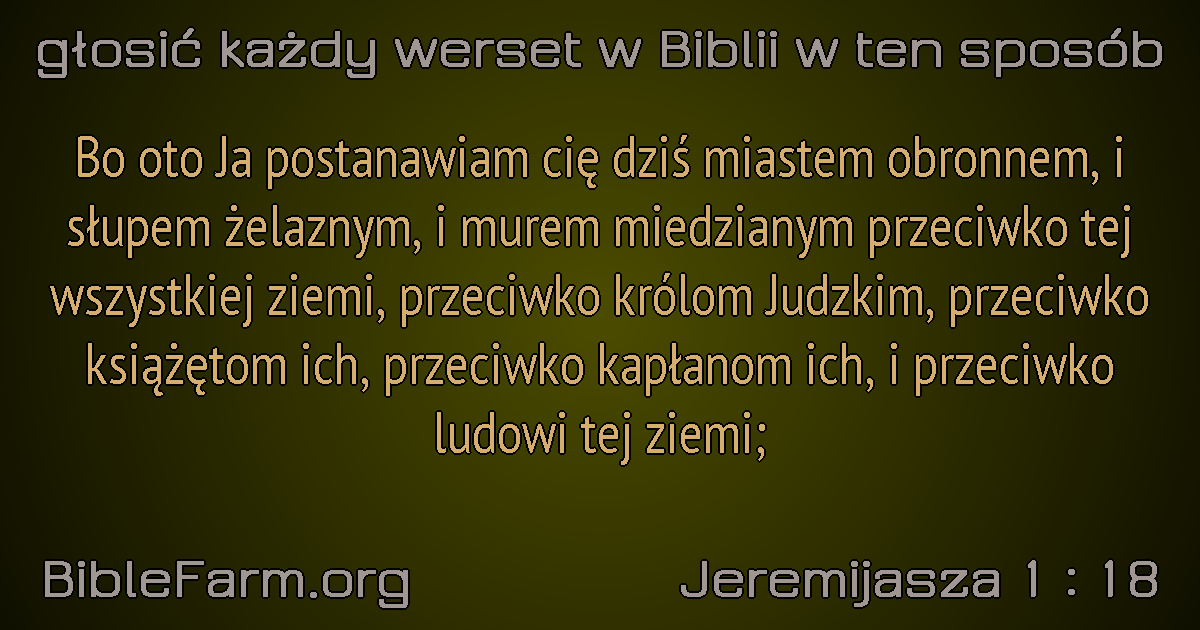 głosić każdy werset w Biblii w ten sposób
Bo oto Ja postanawiam cię dziś miastem obronnem, i
słupem żelaznym, i murem miedzianym przeciwko tej
wszystkiej ziemi, przeciwko królom Judzkim, przeciwko
książętom ich, przeciwko kapłanom ich, i przeciwko
ludowi tej ziemi;
BibleFarm.org
Jeremijasza 1 : 18